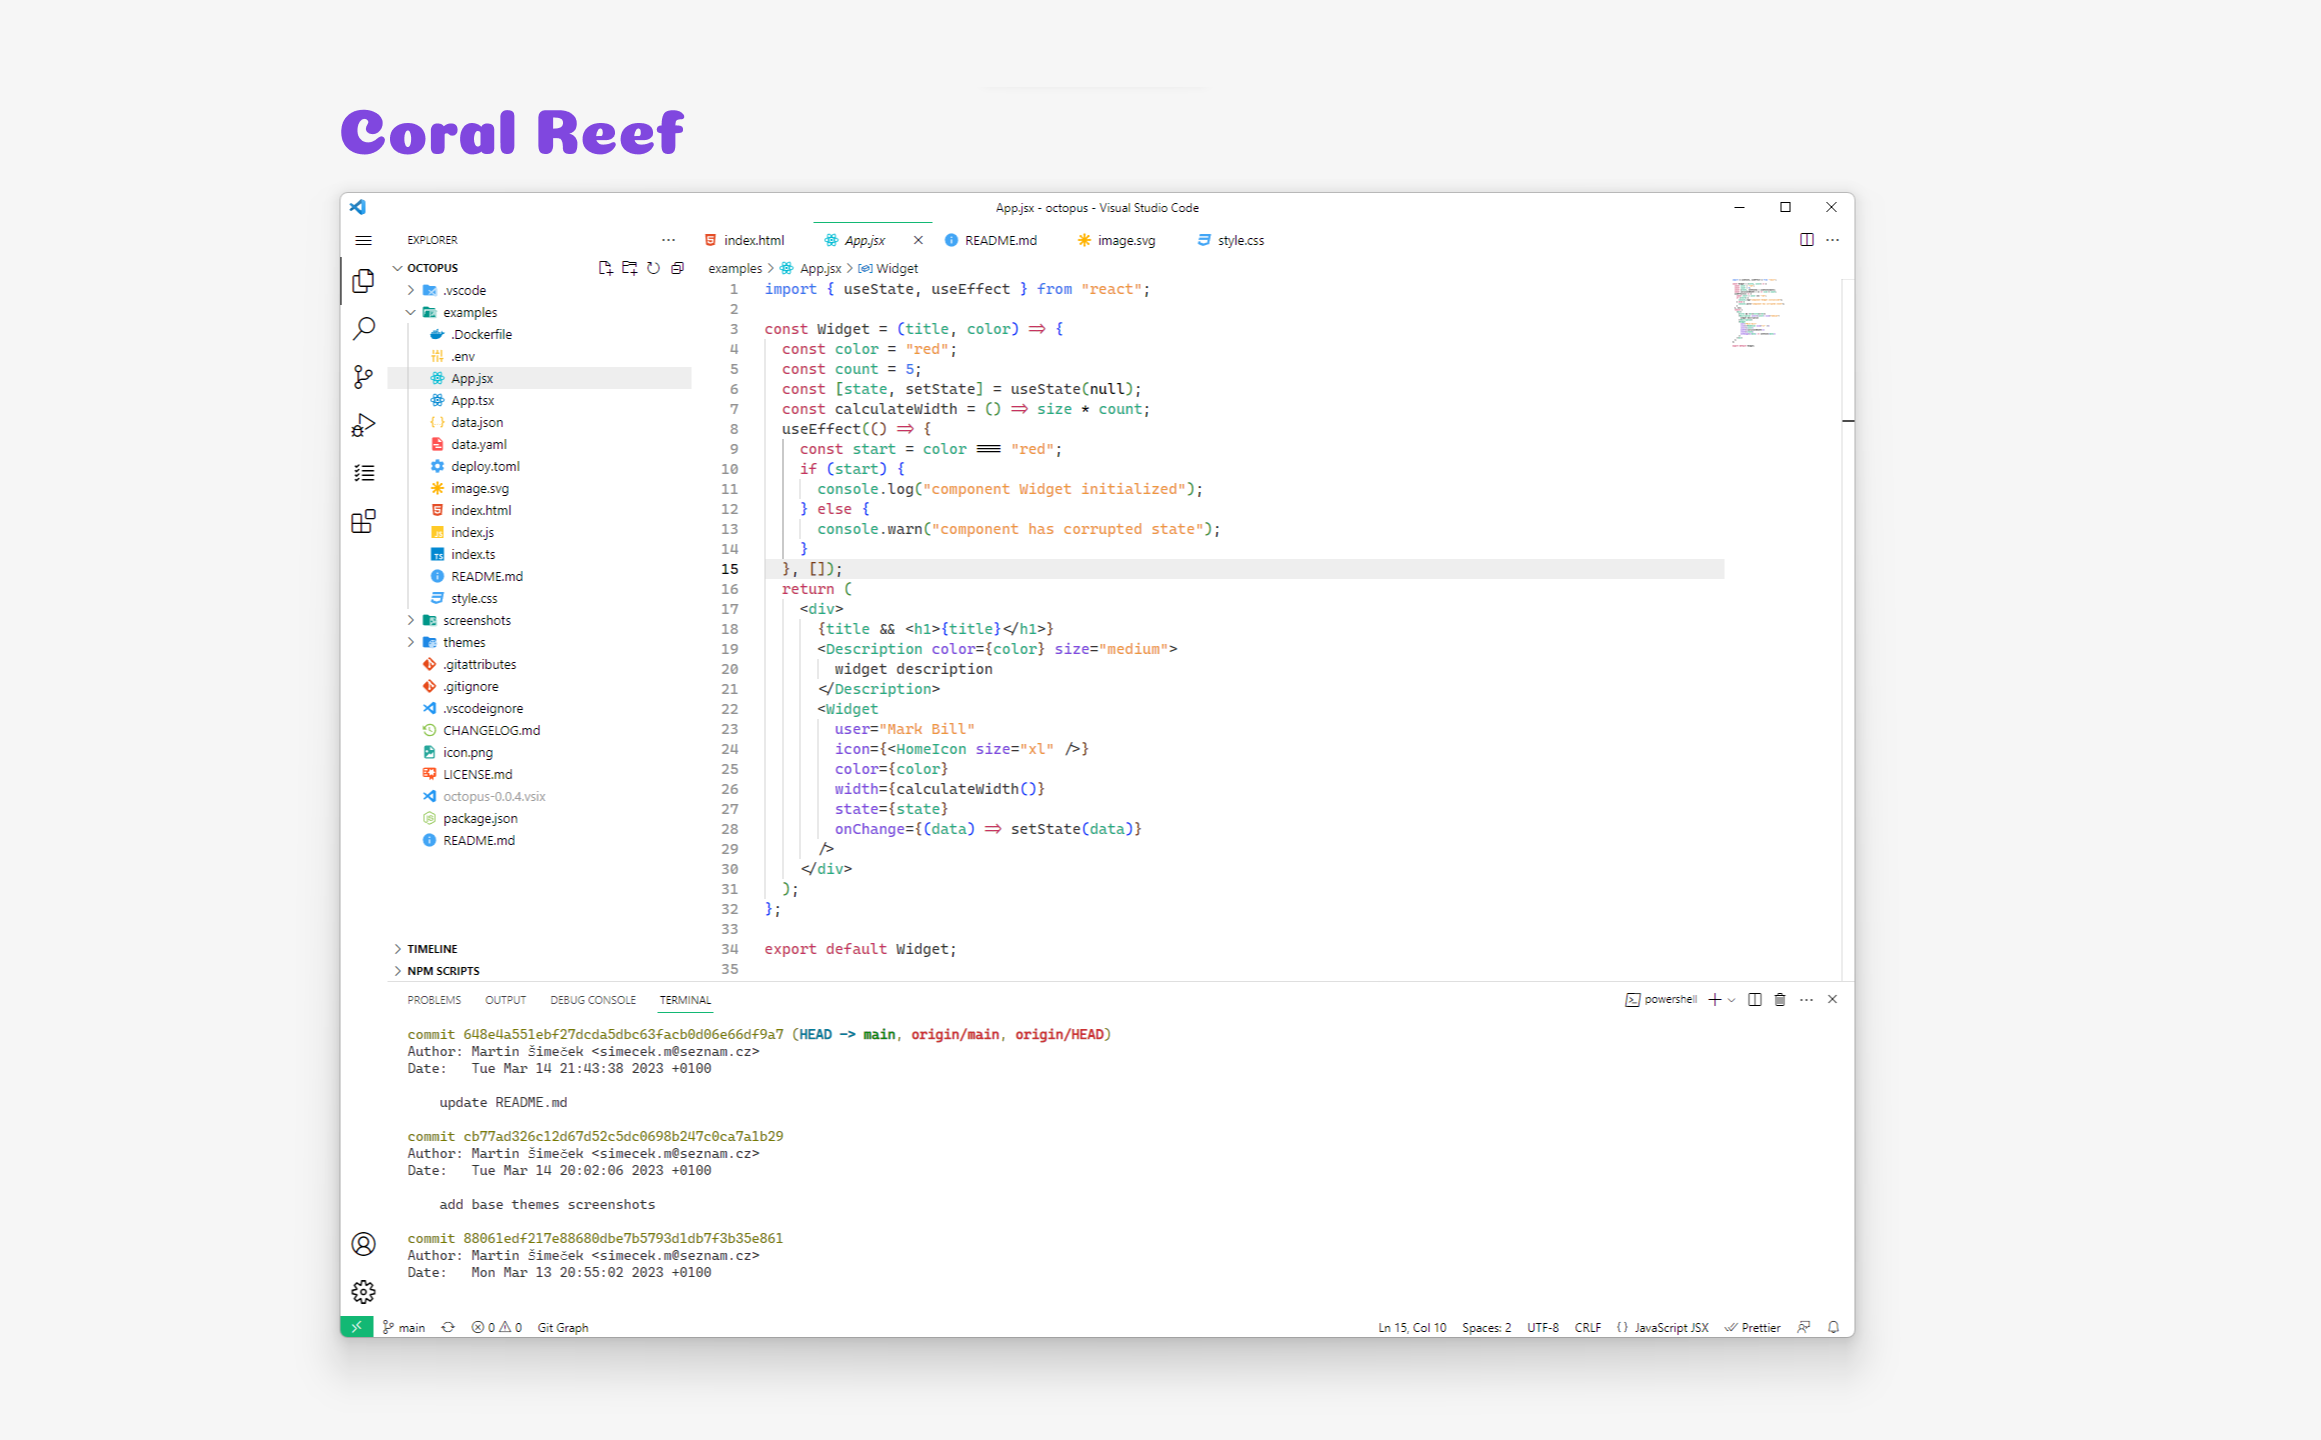 Coral Reef
App.jsx - octopus - Visual Studio Code
EXPLORER
index.html
App.jsx
README.md
image.svg
style.css
OCTOPUS
examples > App.jsx > Widget
.vscode
examples
.Dockerfile
.env
App.jsx
App.tsx
data.json
data.yaml
deploy.toml
image.svg
index.html
index.js
index.ts
README.md
style.css
screenshots
themes
.gitattributes
.gitignore
.vscodeignore
CHANGELOG.md
icon.png
LICENSE.md
octopus-0.0.4.vsix
package.json
README.md
TIMELINE
NPM SCRIPTS
1 import { useState, useEffect } from "react";
2
3 const Widget = (title, color) => {
4 const color = "red";
5 const count = 5;
6 const [state, setState] = useState(null);
7 const calculateWidth = () => size * count;
8 useEffect(() => {
9 const start = color === "red";
10 if (start) {
11 console.log("component Widget initialized");
12 } else {
13 console.warn("component has corrupted state");
14 }
15 }, []);
16 return (
17 <div>
18 {title && <h1>{title}</h1>}
19 <Description color={color} size="medium">
20 widget description
21 </Description>
22 <Widget
23 user="Mark Bill"
24 icon={<HomeIcon size="xl" />}
25 color={color}
26 width={calculateWidth()}
27 state={state}
28 onChange={(data) => setState(data)}
29 />
30 </div>
31 );
32 };
33
34 export default Widget;
35
PROBLEMS OUTPUT DEBUG CONSOLE TERMINAL
powershell
commit 648e4a551ebf27dcda5dbc63facb0d06e66df9a7 (HEAD -> main, origin/main, origin/HEAD)
Author: Martin Šimeček <simecek.m@seznam.cz>
Date: Tue Mar 14 21:43:38 2023 +0100
update README.md
commit cb77ad326c12d67d52c5dc0698b247c0ca7a1b29
Author: Martin Šimeček <simecek.m@seznam.cz>
Date: Tue Mar 14 20:02:06 2023 +0100
add base themes screenshots
commit 88061edf217e88680dbe7b5793d1db7f3b35e861
Author: Martin Šimeček <simecek.m@seznam.cz>
Date: Mon Mar 13 20:55:02 2023 +0100
main 0 0 Git Graph
Ln 15, Col 10 Spaces: 2 UTF-8 CRLF {} JavaScript JSX Prettier